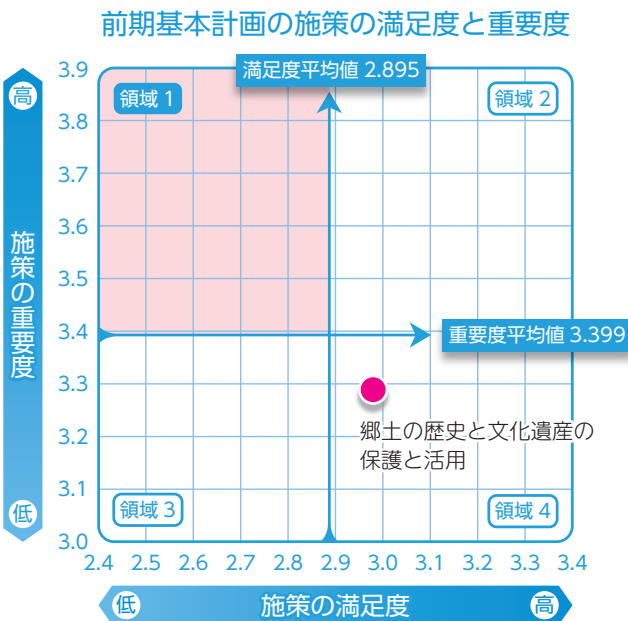 前期基本計画の施策の満足度と重要度
高
施策の重要度
低
3.9
3.8
3.7
3.6
3.5
3.4
3.3
3.2
3.1
3.0
満足度平均値 2.895
領域 1
領域 2
重要度平均値 3.399
郷土の歴史と文化遺産の
保護と活用
領域 3
領域 4
2.4 2.5 2.6 2.7 2.8 2.9 3.0 3.1 3.2 3.3 3.4
低 施策の満足度 高